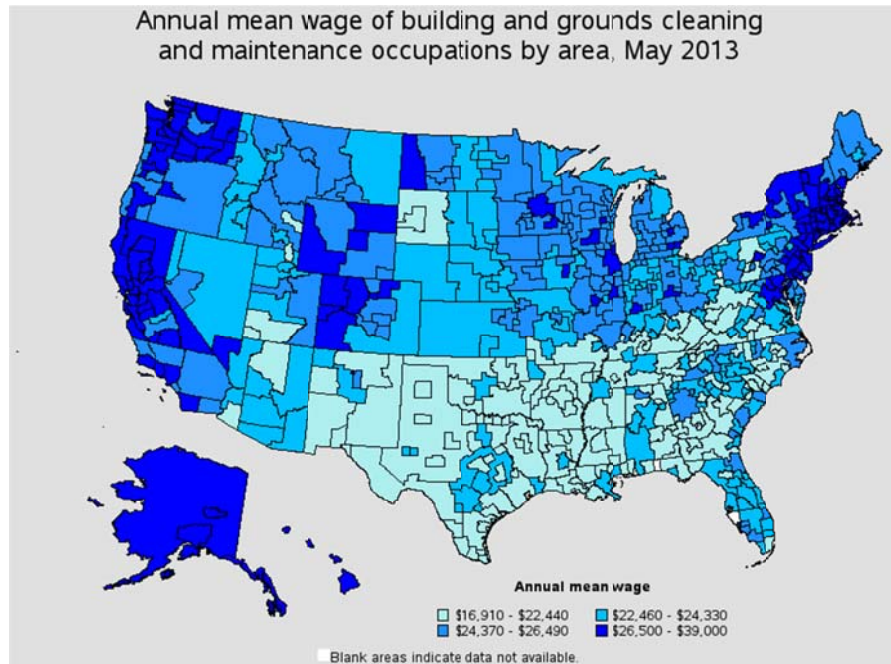 Annual mean wage of building and grounds cleaning
and maintenance occupations by area, May 2013
Annual mean wage
$16,910 - $22,440
$22,460 - $24,330
$24,370 - $26,490
$26,500 - $39,000
Blank areas indicate data not available.